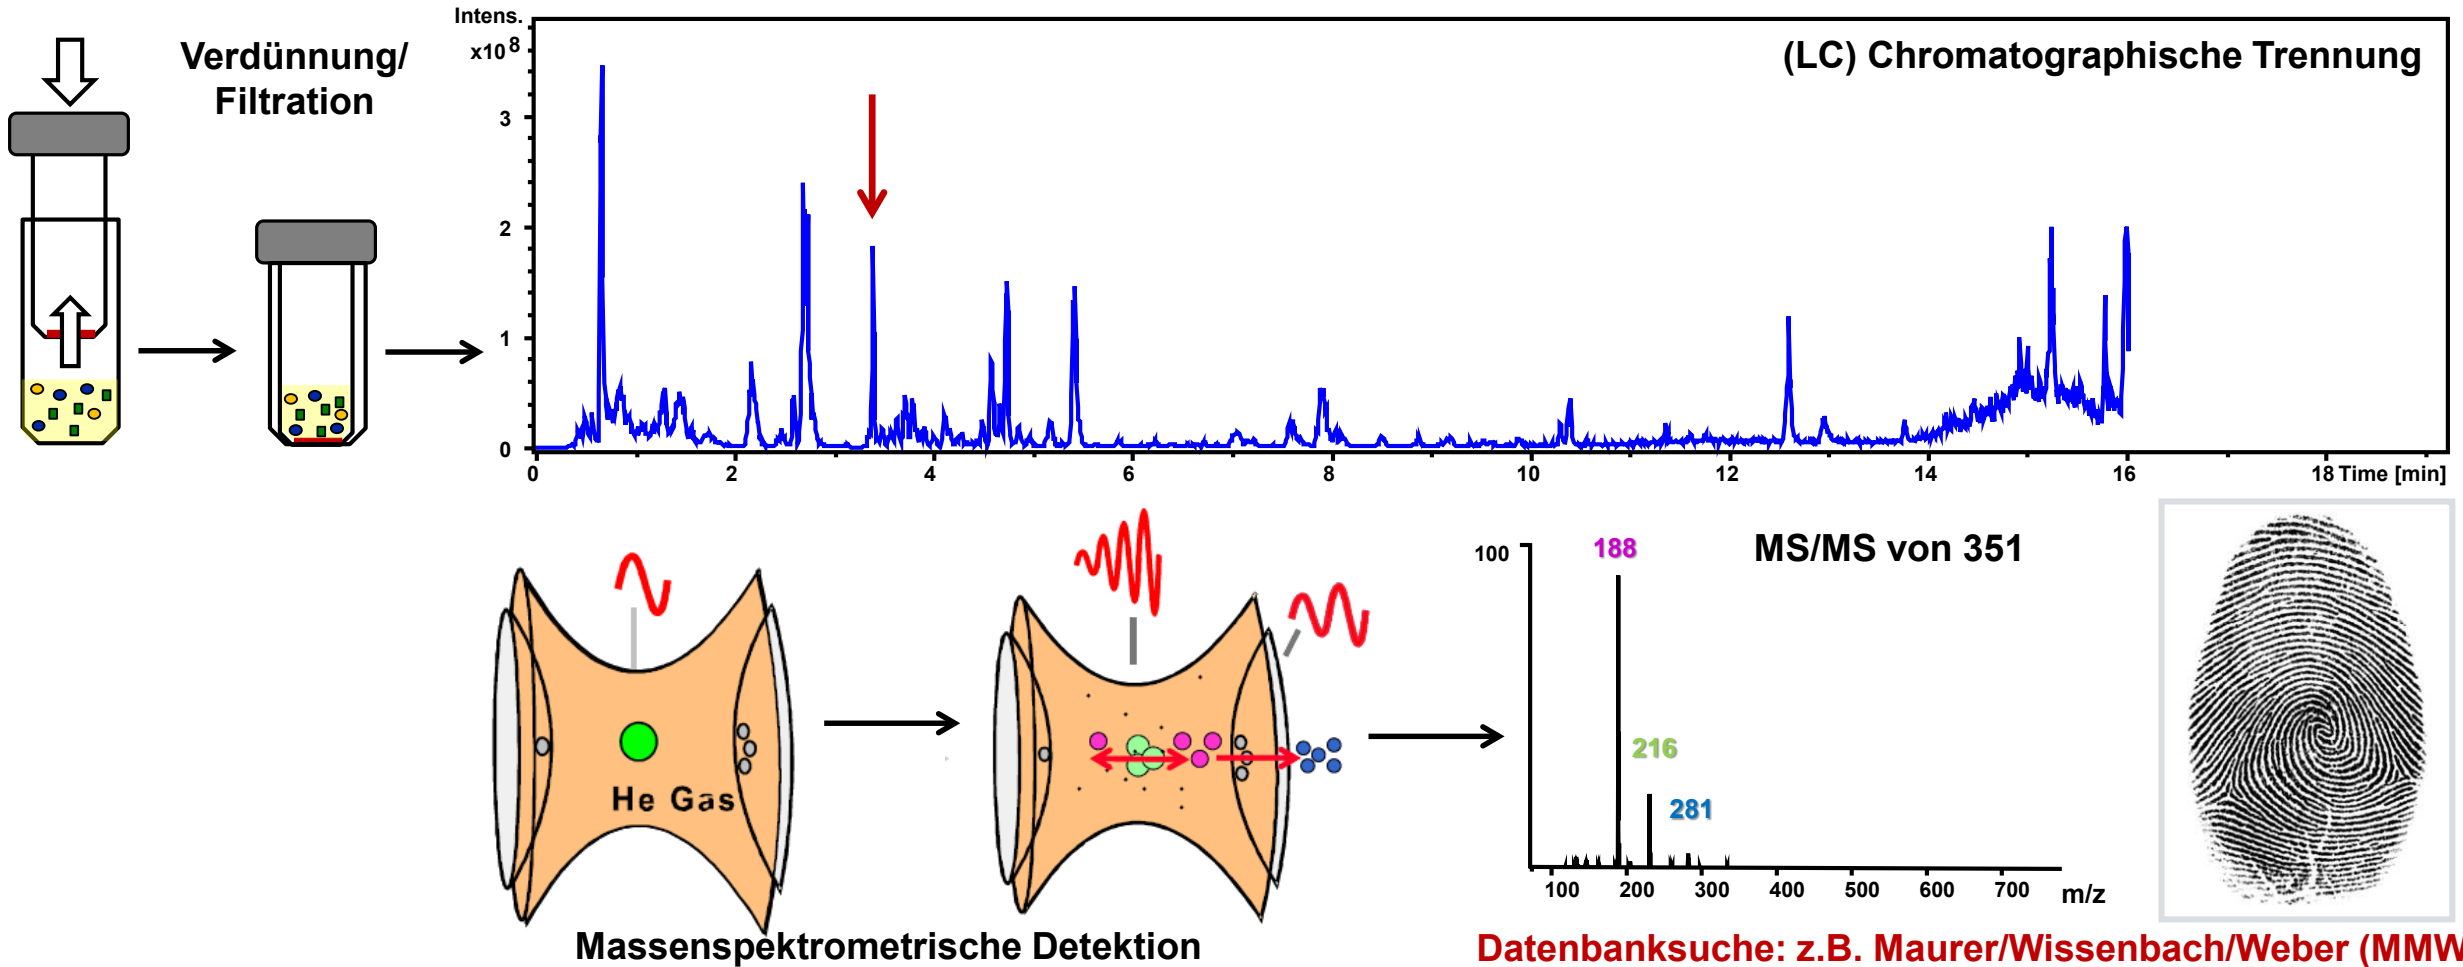 Verdünnung/
Filtration
Intens.
x10 8
(LC) Chromatographische Trennung
3
2
1
0
0 2 4 6 8 10 12 14 16 18 Time [min]
He Gas
Massenspektrometrische Detektion
MS/MS von 351
100
188
216
281
100 200 300 400 500 600 700 m/z
Datenbanksuche: z.B. Maurer/Wissenbach/Weber (MMW